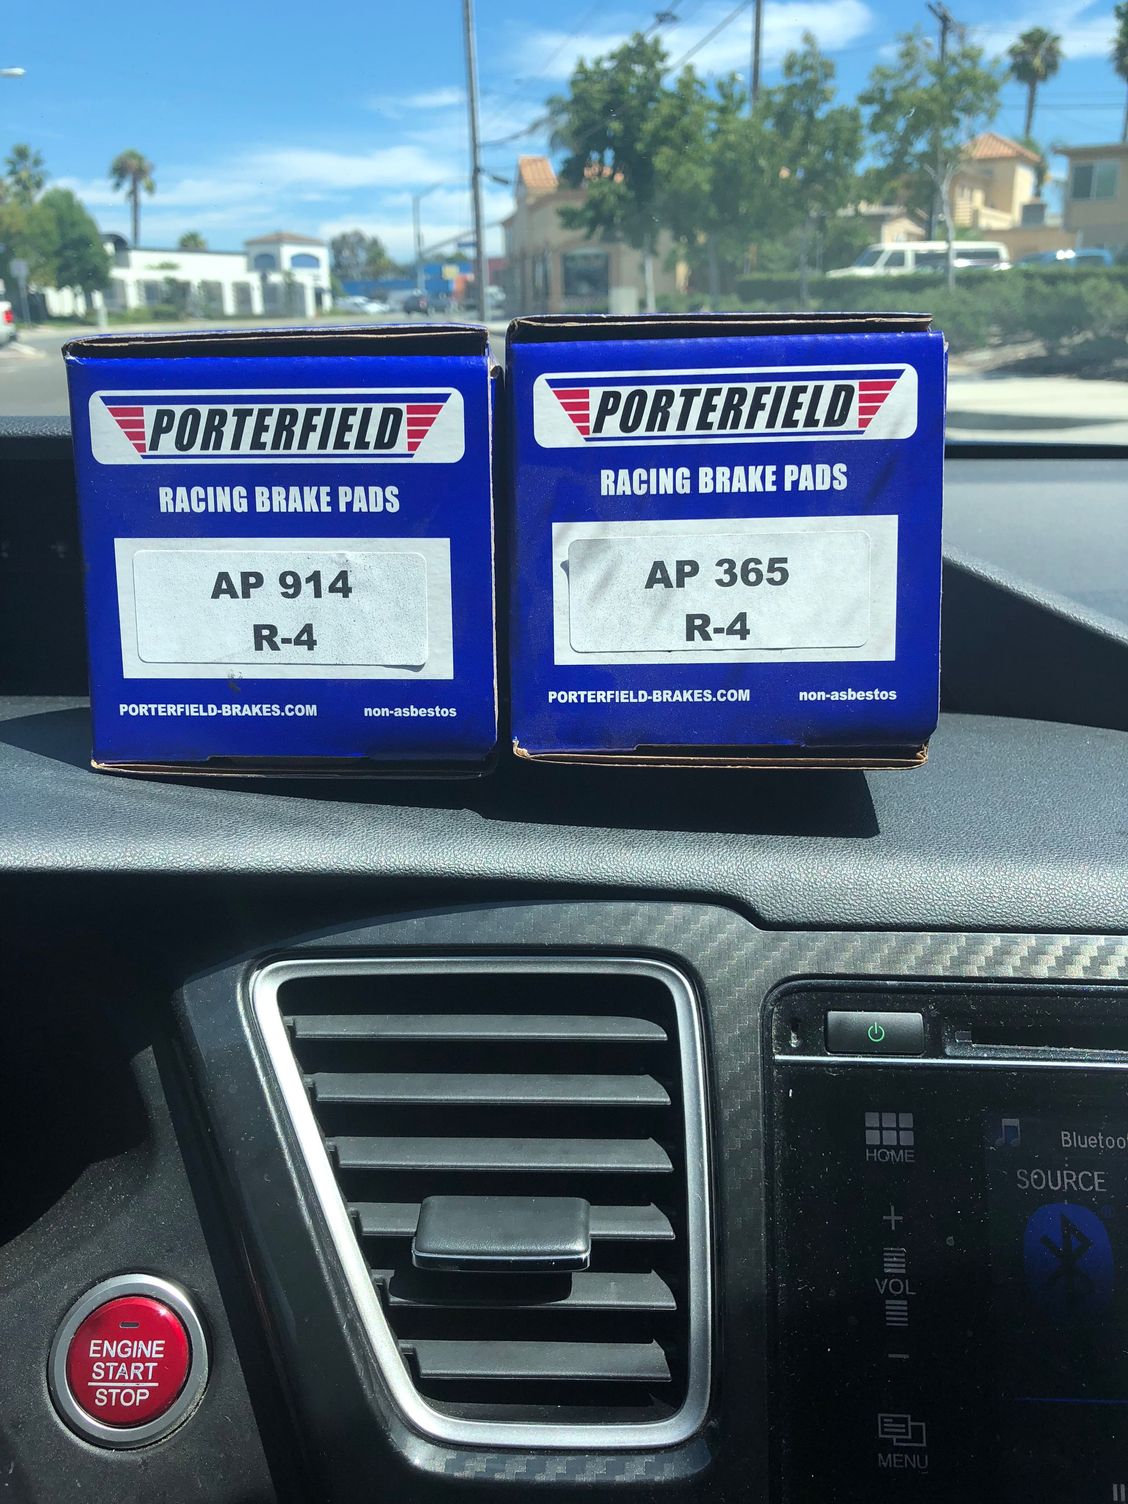 PORTERFIELD
RACING BRAKE PADS
AP 914
R-4
PORTERFIELD-BRAKES.COM non-asbestos
PORTERFIELD
RACING BRAKE PADS
AP 365
R-4
PORTERFIELD-BRAKES.COM non-asbestos
ENGINE
START
STOP
HOME
VOL
MENU
Bluetoo
SOURCE